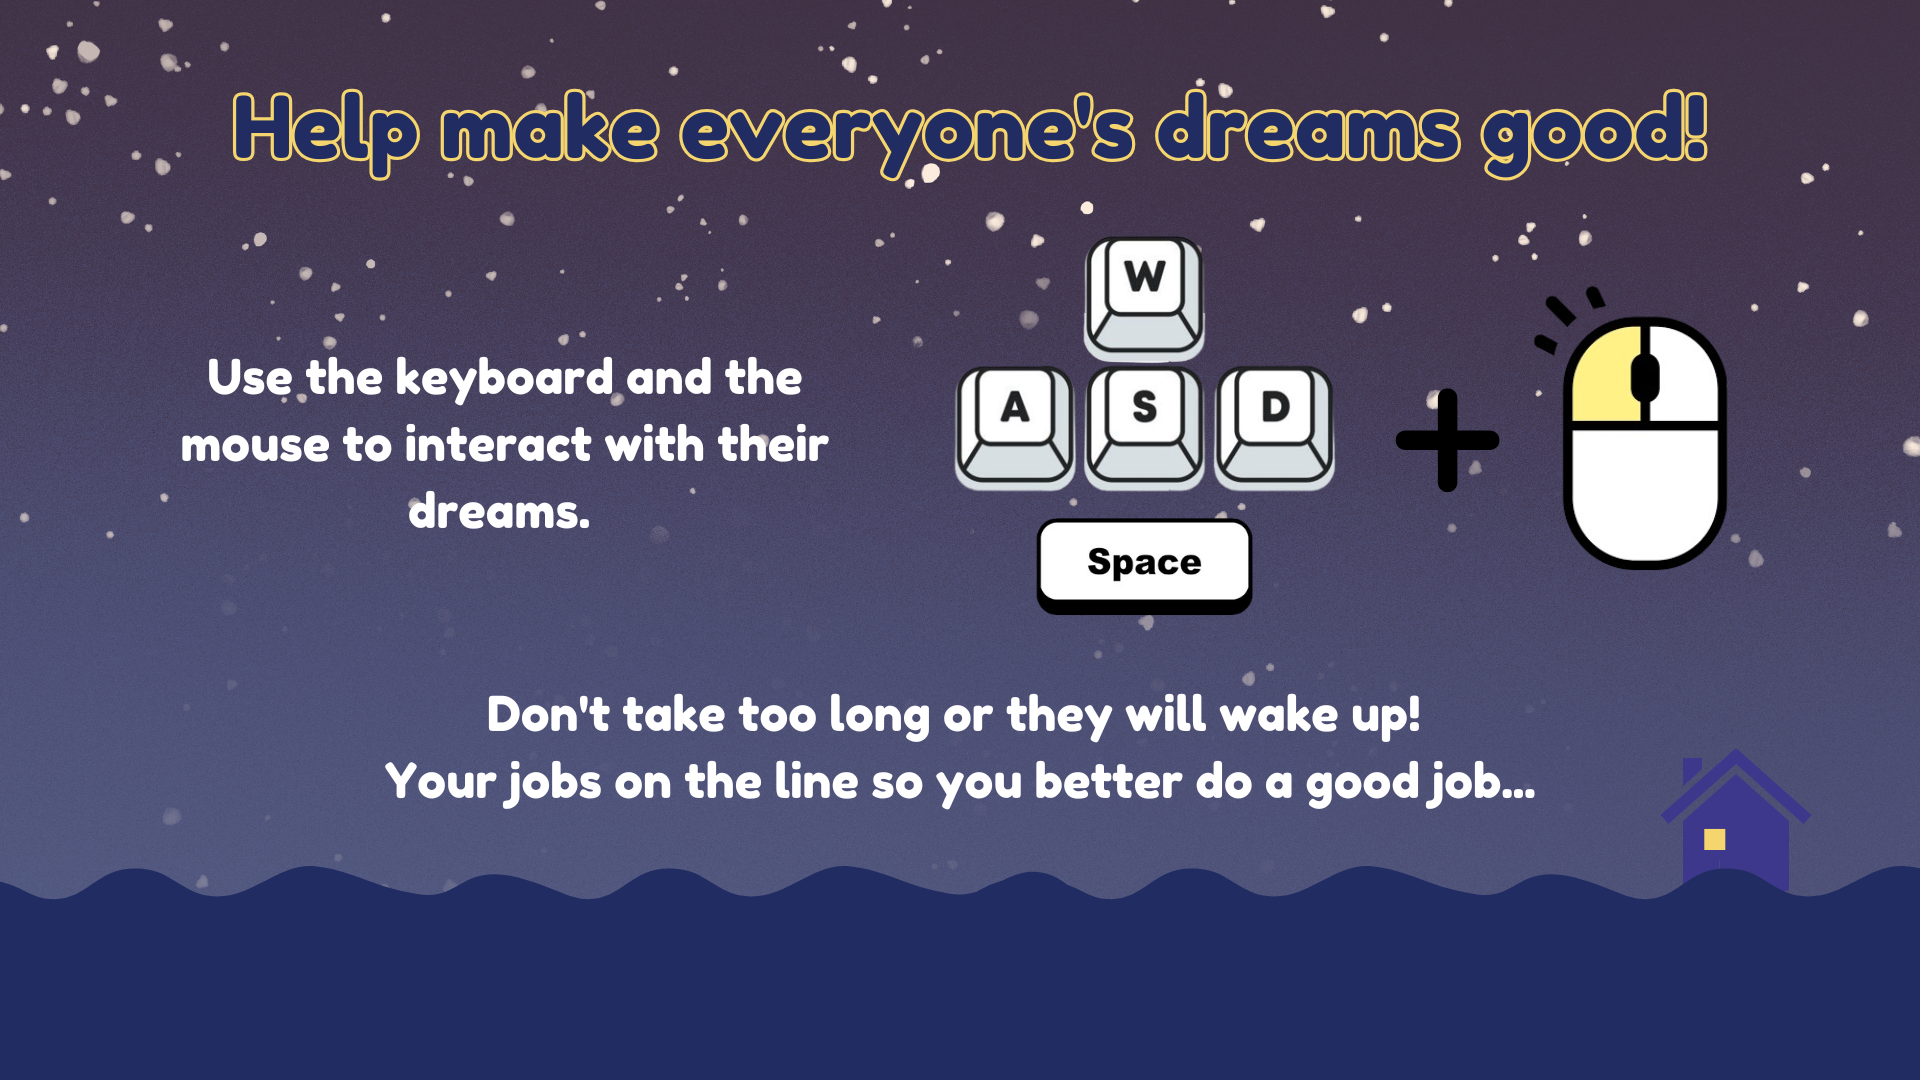 Help make everyone's dreams good!
Use the keyboard and the
mouse to interact with their
dreams.
W
A S D
Space
Don't take too long or they will wake up!
Your jobs on the line so you better do a good job...